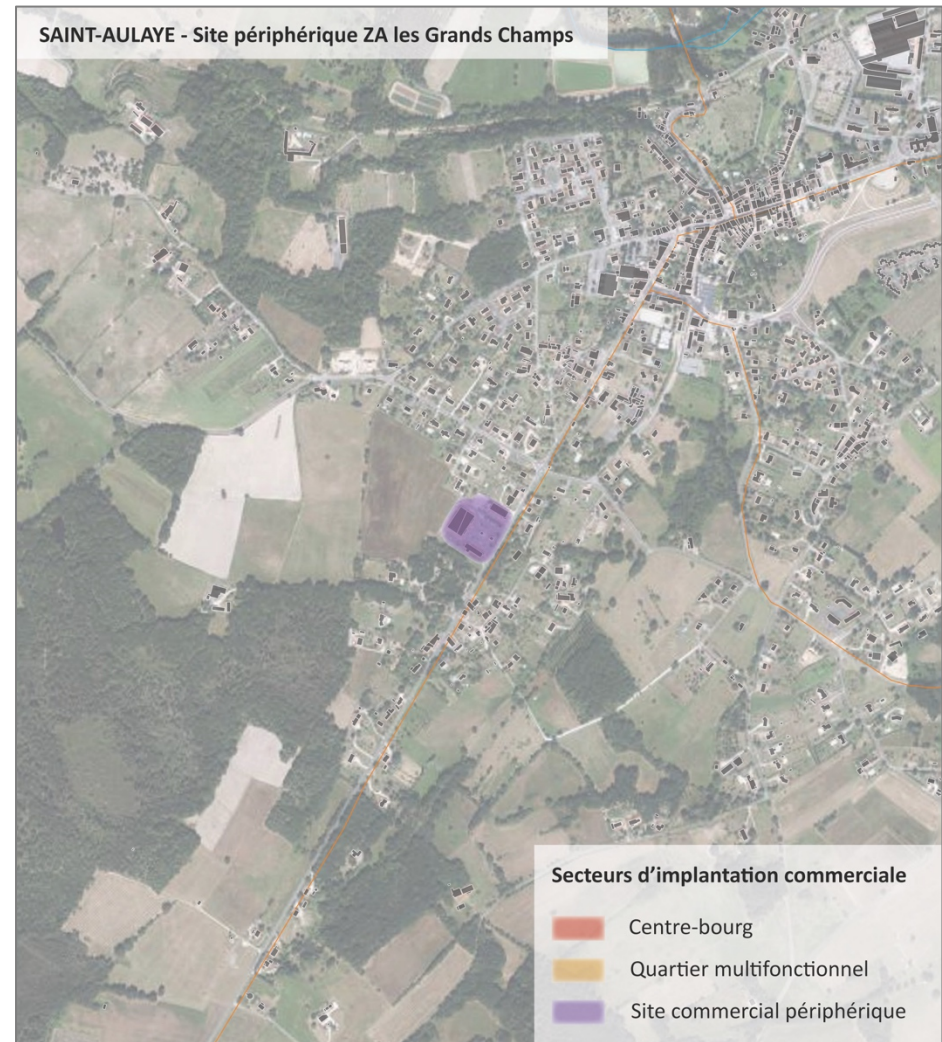 SAINT-AULAYE - Site périphérique ZA les Grands Champs
Secteurs d’implantation commerciale
Centre-bourg
Quartier multifonctionnel
Site commercial périphérique